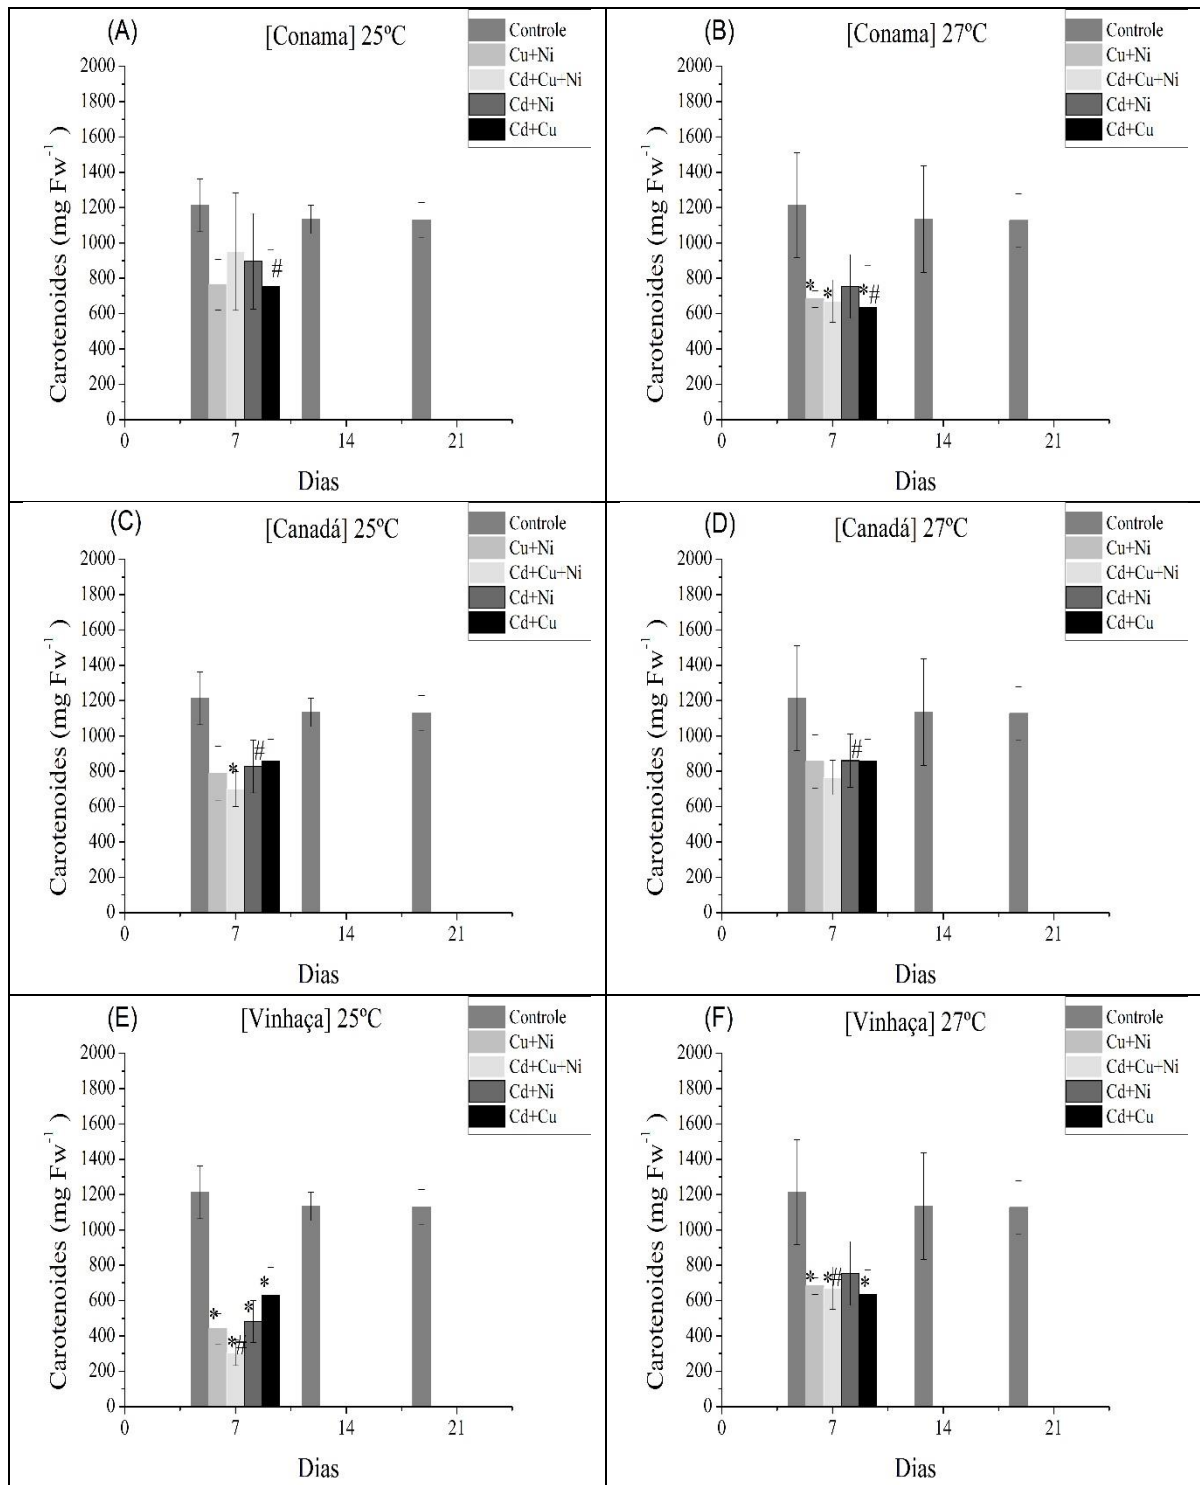 (A)
[Conama] 25ºC
Controle
Cu+Ni
Cd+Cu+Ni
Cd+Ni
Cd+Cu
2000
1800
1600
1400
1200
1000
800
600
400
200
0
Carotenoides (mg Fw⁻¹ )
#
0 7 14 21
Dias
(B)
[Conama] 27ºC
Controle
Cu+Ni
Cd+Cu+Ni
Cd+Ni
Cd+Cu
2000
1800
1600
1400
1200
1000
800
600
400
200
0
Carotenoides (mg Fw⁻¹ )
* * *#
0 7 14 21
Dias
(C)
[Canadá] 25ºC
Controle
Cu+Ni
Cd+Cu+Ni
Cd+Ni
Cd+Cu
2000
1800
1600
1400
1200
1000
800
600
400
200
0
Carotenoides (mg Fw⁻¹ )
* #
0 7 14 21
Dias
(D)
[Canadá] 27ºC
Controle
Cu+Ni
Cd+Cu+Ni
Cd+Ni
Cd+Cu
2000
1800
1600
1400
1200
1000
800
600
400
200
0
Carotenoides (mg Fw⁻¹ )
#
0 7 14 21
Dias
(E)
[Vinhaça] 25ºC
Controle
Cu+Ni
Cd+Cu+Ni
Cd+Ni
Cd+Cu
2000
1800
1600
1400
1200
1000
800
600
400
200
0
Carotenoides (mg Fw⁻¹ )
* *# * *
0 7 14 21
Dias
(F)
[Vinhaça] 27ºC
Controle
Cu+Ni
Cd+Cu+Ni
Cd+Ni
Cd+Cu
2000
1800
1600
1400
1200
1000
800
600
400
200
0
Carotenoides (mg Fw⁻¹ )
* *# *
0 7 14 21
Dias